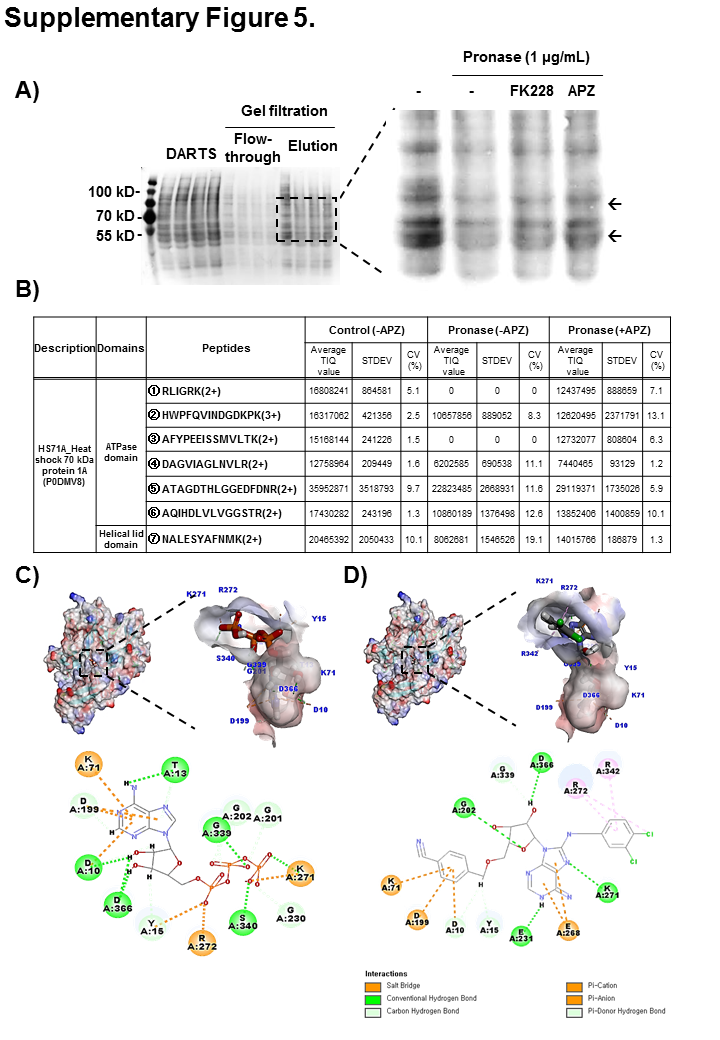 Supplementary Figure 5.
A)
Gel filtration
DARTS
Flow-through
Elution
100 kD-
70 kD-
55 kD-
Pronase (1 µg/mL)
- - FK228 APZ
B)
Description Domains Peptides Control (-APZ) Pronase (-APZ) Pronase (+APZ)
Average TIQ value STDEV CV (%) Average TIQ value STDEV CV (%) Average TIQ value STDEV CV (%)
HS71A_Heat shock 70 kDa protein 1A (P0DMV8)
ATPase domain
① RLIGRK(2+) 16808241 864581 5.1 0 0 0 12437495 888659 7.1
② HWPFQVINDGDKPK(3+) 16317062 421356 2.5 10657856 889052 8.3 12620495 2371791 13.1
③ AFYPEEISSMVLTK(2+) 15168144 241226 1.5 0 0 0 12732077 808604 6.3
④ DAGVIAGLNVLR(2+) 12758964 209449 1.6 6202585 690538 11.1 7440465 93129 1.2
⑤ ATAGDTHLGGEDFDNR(2+) 35952871 3518793 9.7 22823485 2668931 11.6 29119371 1735026 5.9
⑥ AQIHDLVLVGGSTR(2+) 17430282 243196 1.3 10860189 1376498 12.6 13852406 1400859 10.1
Helical lid domain
⑦ NALESYAFNMK(2+) 20465392 2050433 10.1 8062681 1546526 19.1 14015766 186879 1.3
C)
K271
R272
Y15
S340
G339
G201
K71
D366
D199
D10
K A:71
T A:13
D A:199
G A:202
G A:201
G A:339
D A:10
K A:271
D A:366
S A:340
G A:230
Y A:15
R A:272
H
N
H
N
N
N
N
H
O
H
O
O
O
P
O
D)
K271
R272
R342
Y15
K71
D366
D199
D10
G A:339
D A:366
R A:342
R A:272
G A:202
K A:71
K A:271
D A:199
D A:10
Y A:15
E A:231
E A:268
H
O
O
O
O
N
N
N
N
N
H
H
Cl
Cl
Interactions
Salt Bridge
Conventional Hydrogen Bond
Carbon Hydrogen Bond
Pi-Cation
Pi-Anion
Pi-Donor Hydrogen Bond